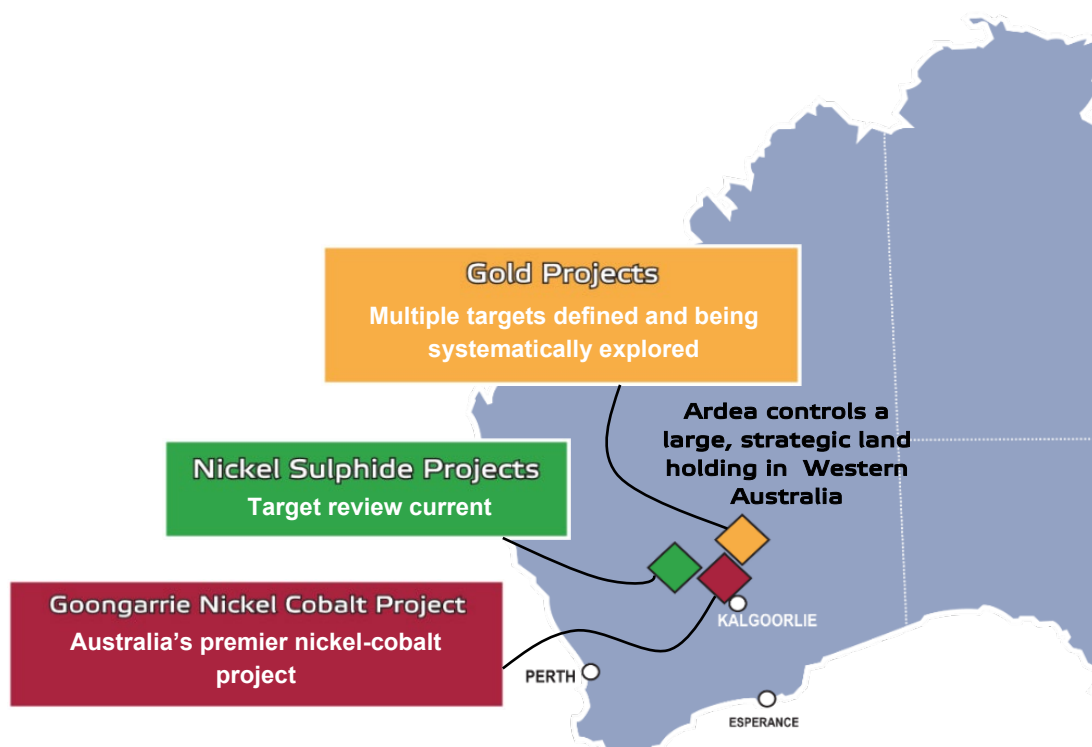 Gold Projects
Multiple targets defined and being
systematically explored
Ardea controls a
large, strategic land
holding in Western
Australia
Nickel Sulphide Projects
Target review current
Goongarrie Nickel Cobalt Project
Australia’s premier nickel-cobalt
project
KALGOORLIE
PERTH
ESPERANCE